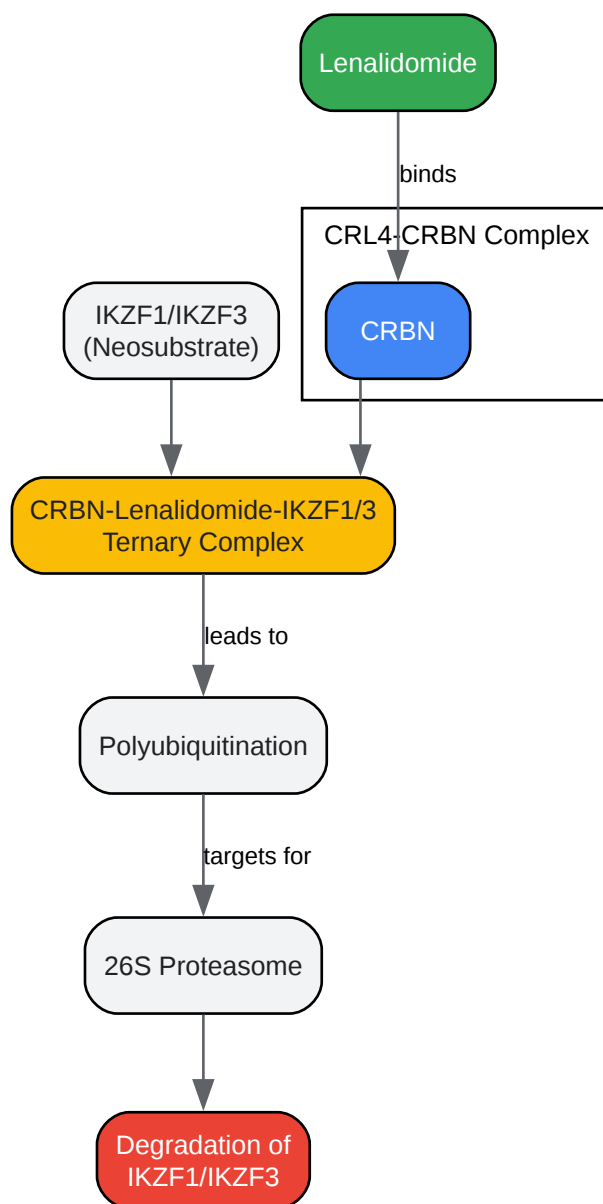 Lenalidomide
binds
CRL4-CRBN Complex
IKZF1/IKZF3
(Neosubstrate)
CRBN
CRBN-Lenalidomide-IKZF1/3
Ternary Complex
leads to
Polyubiquitination
targets for
26S Proteasome
Degradation of
IKZF1/IKZF3